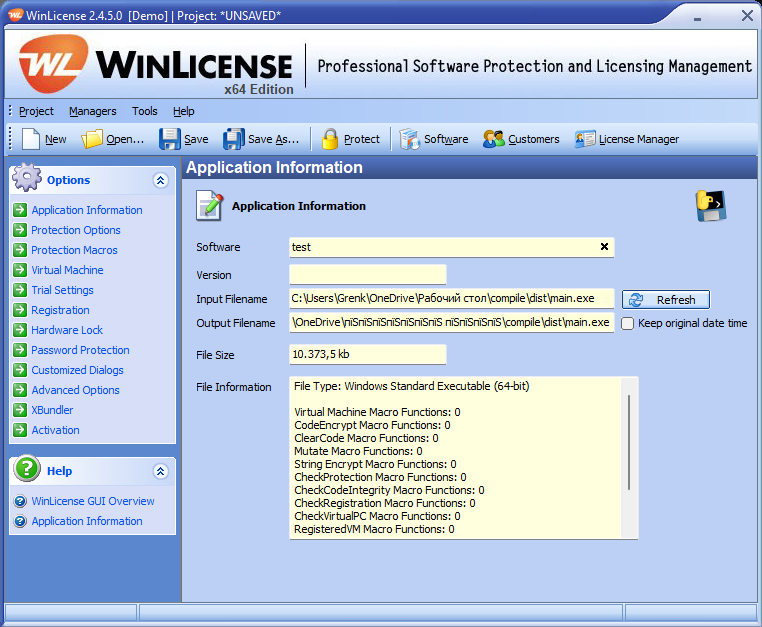 WinLicense 2.4.5.0 [Demo] | Project: *UNSAVED*
WL WINLICENSE
x64 Edition
Professional Software Protection and Licensing Management
Project Managers Tools Help
New Open... Save Save As... Protect Software Customers License Manager
Options
Application Information
Protection Options
Protection Macros
Virtual Machine
Trial Settings
Registration
Hardware Lock
Password Protection
Customized Dialogs
Advanced Options
XBundler
Activation
Help
WinLicense GUI Overview
Application Information
Application Information
Application Information
Software test
Version
Input Filename C:\Users\Grenk\OneDrive\Рабочий стол\compile\dist\main.exe Refresh
Output Filename \OneDrive\пїЅпїЅпїЅпїЅпїЅпїЅпїЅ пїЅпїЅпїЅпїЅ\compile\dist\main.exe Keep original date time
File Size 10.373,5 kb
File Information File Type: Windows Standard Executable (64-bit)
Virtual Machine Macro Functions: 0
CodeEncrypt Macro Functions: 0
ClearCode Macro Functions: 0
Mutate Macro Functions: 0
String Encrypt Macro Functions: 0
CheckProtection Macro Functions: 0
CheckCodeIntegrity Macro Functions: 0
CheckRegistration Macro Functions: 0
CheckVirtualPC Macro Functions: 0
RegisteredVM Macro Functions: 0